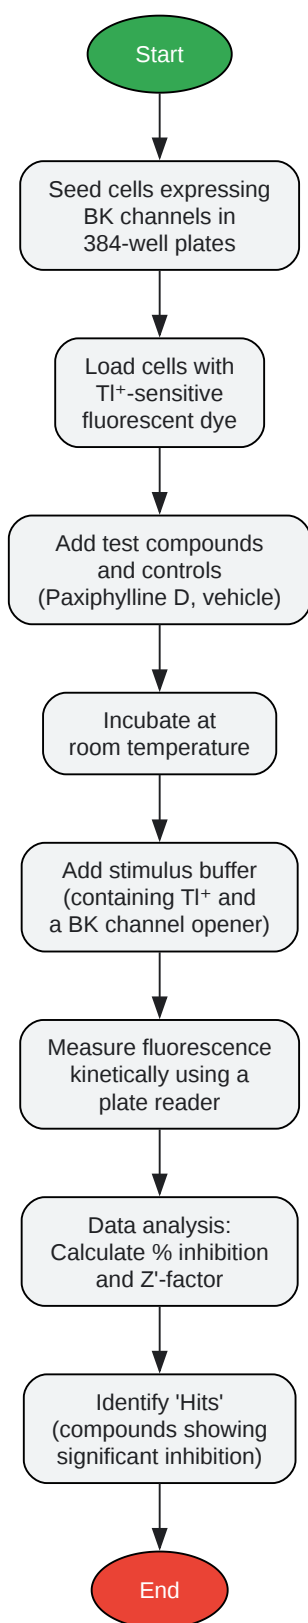 Start
Seed cells expressing
BK channels in
384-well plates
Load cells with
Tl⁺-sensitive
fluorescent dye
Add test compounds
and controls
(Paxiphylline D, vehicle)
Incubate at
room temperature
Add stimulus buffer
(containing Tl⁺ and
a BK channel opener)
Measure fluorescence
kinetically using a
plate reader
Data analysis:
Calculate % inhibition
and Z'-factor
Identify 'Hits'
(compounds showing
significant inhibition)
End